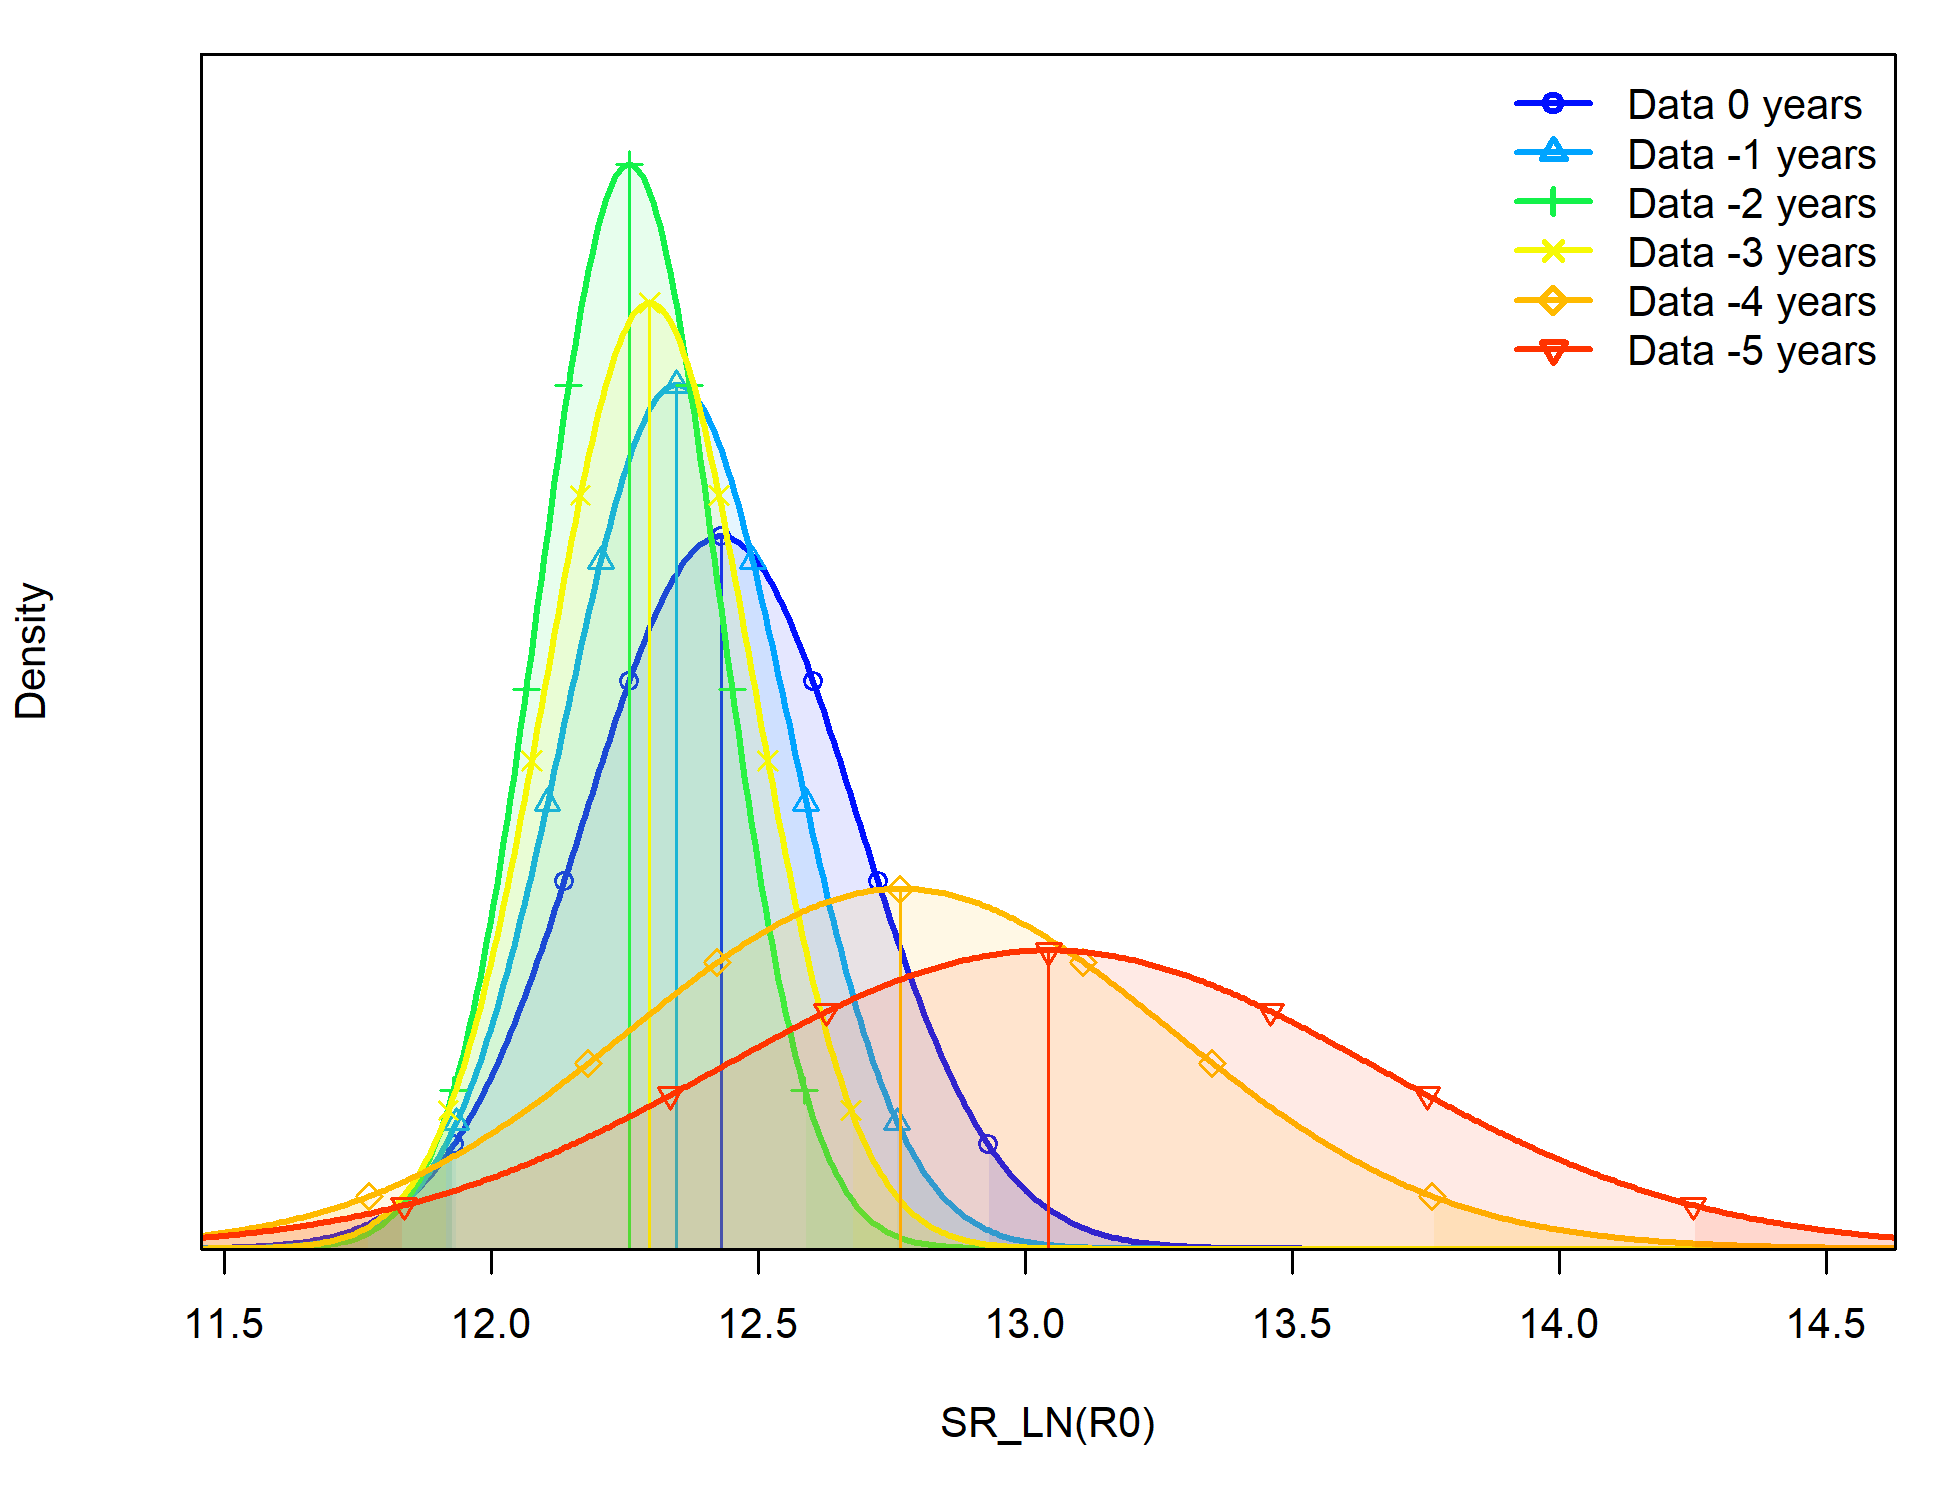 Data 0 years
Data -1 years
Data -2 years
Data -3 years
Data -4 years
Data -5 years
Density
11.5 12.0 12.5 13.0 13.5 14.0 14.5
SR_LN(R0)